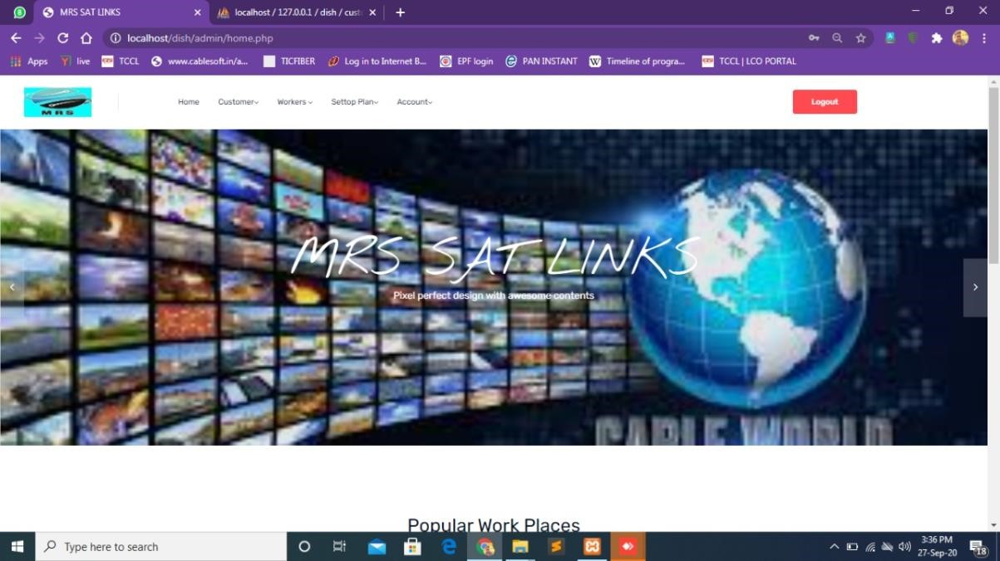 MRS SAT LINKS
localhost / 127.0.0.1 / dish / cust
localhost/dish/admin/home.php
Apps
live
TCCL
www.cablesoft.in/a...
TICFIBER
Log in to Internet B...
EPF login
PAN INSTANT
Timeline of progra...
TCCL | LCO PORTAL
MRS
Home
Customer
Workers
Settop Plan
Account
Logout
MRS SAT LINKS
Pixel perfect design with awesome contents
CABLE WORLD
Popular Work Places
Type here to search
3:36 PM
27-Sep-20
18